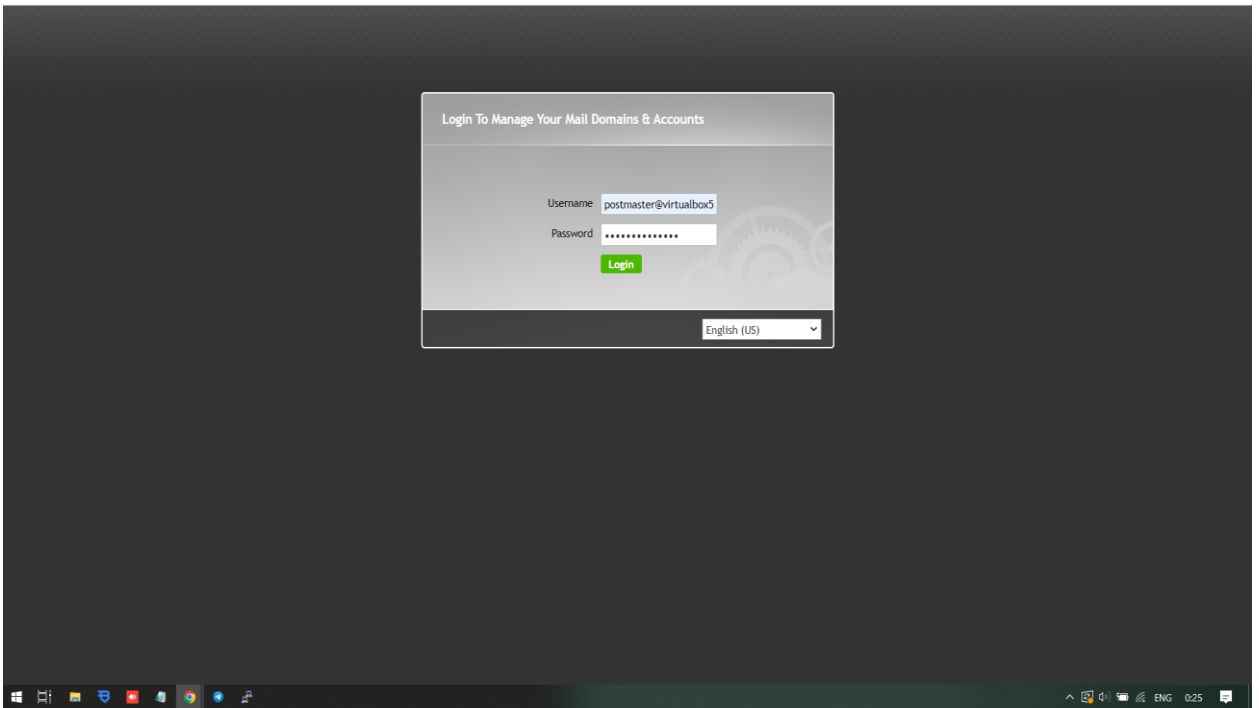 Login To Manage Your Mail Domains & Accounts
Username postmaster@virtualbox5
Password ••••••••••••••
Login
English (US)
ENG 0:25